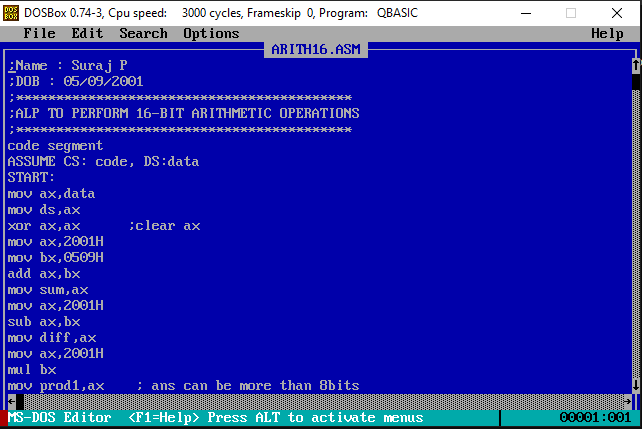 DOS BOX DOSBox 0.74-3, Cpu speed: 3000 cycles, Frameskip 0, Program: QBASIC
File Edit Search Options Help
ARITH16.ASM
;Name : Suraj P
;DOB : 05/09/2001
;******************************************
;ALP TO PERFORM 16-BIT ARITHMETIC OPERATIONS
;******************************************
code segment
ASSUME CS: code, DS:data
START:
mov ax,data
mov ds,ax
xor ax,ax      ;clear ax
mov ax,2001H
mov bx,0509H
add ax,bx
mov sum,ax
mov ax,2001H
sub ax,bx
mov diff,ax
mov ax,2001H
mul bx
mov prod1,ax    ; ans can be more than 8bits
MS-DOS Editor <F1=Help> Press ALT to activate menus 00001:001